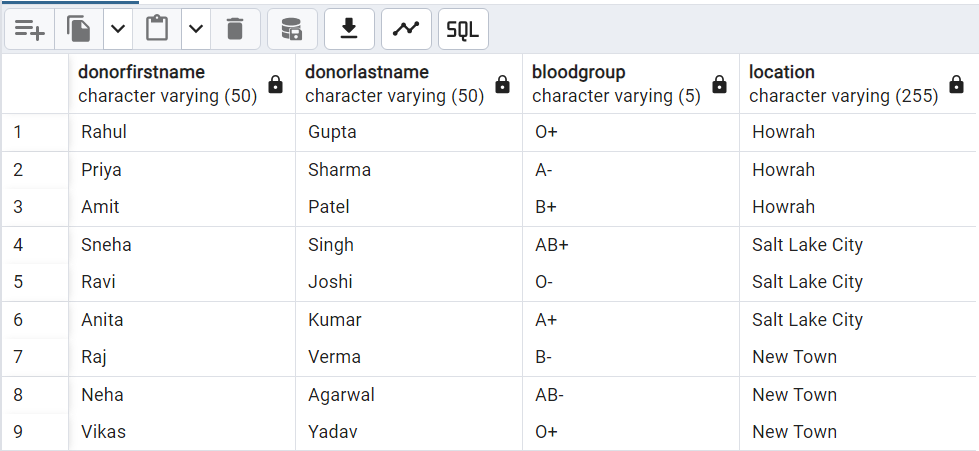 SQL
donorfirstname donorlastname bloodgroup location
character varying (50) character varying (50) character varying (5) character varying (255)
1 Rahul Gupta O+ Howrah
2 Priya Sharma A- Howrah
3 Amit Patel B+ Howrah
4 Sneha Singh AB+ Salt Lake City
5 Ravi Joshi O- Salt Lake City
6 Anita Kumar A+ Salt Lake City
7 Raj Verma B- New Town
8 Neha Agarwal AB- New Town
9 Vikas Yadav O+ New Town